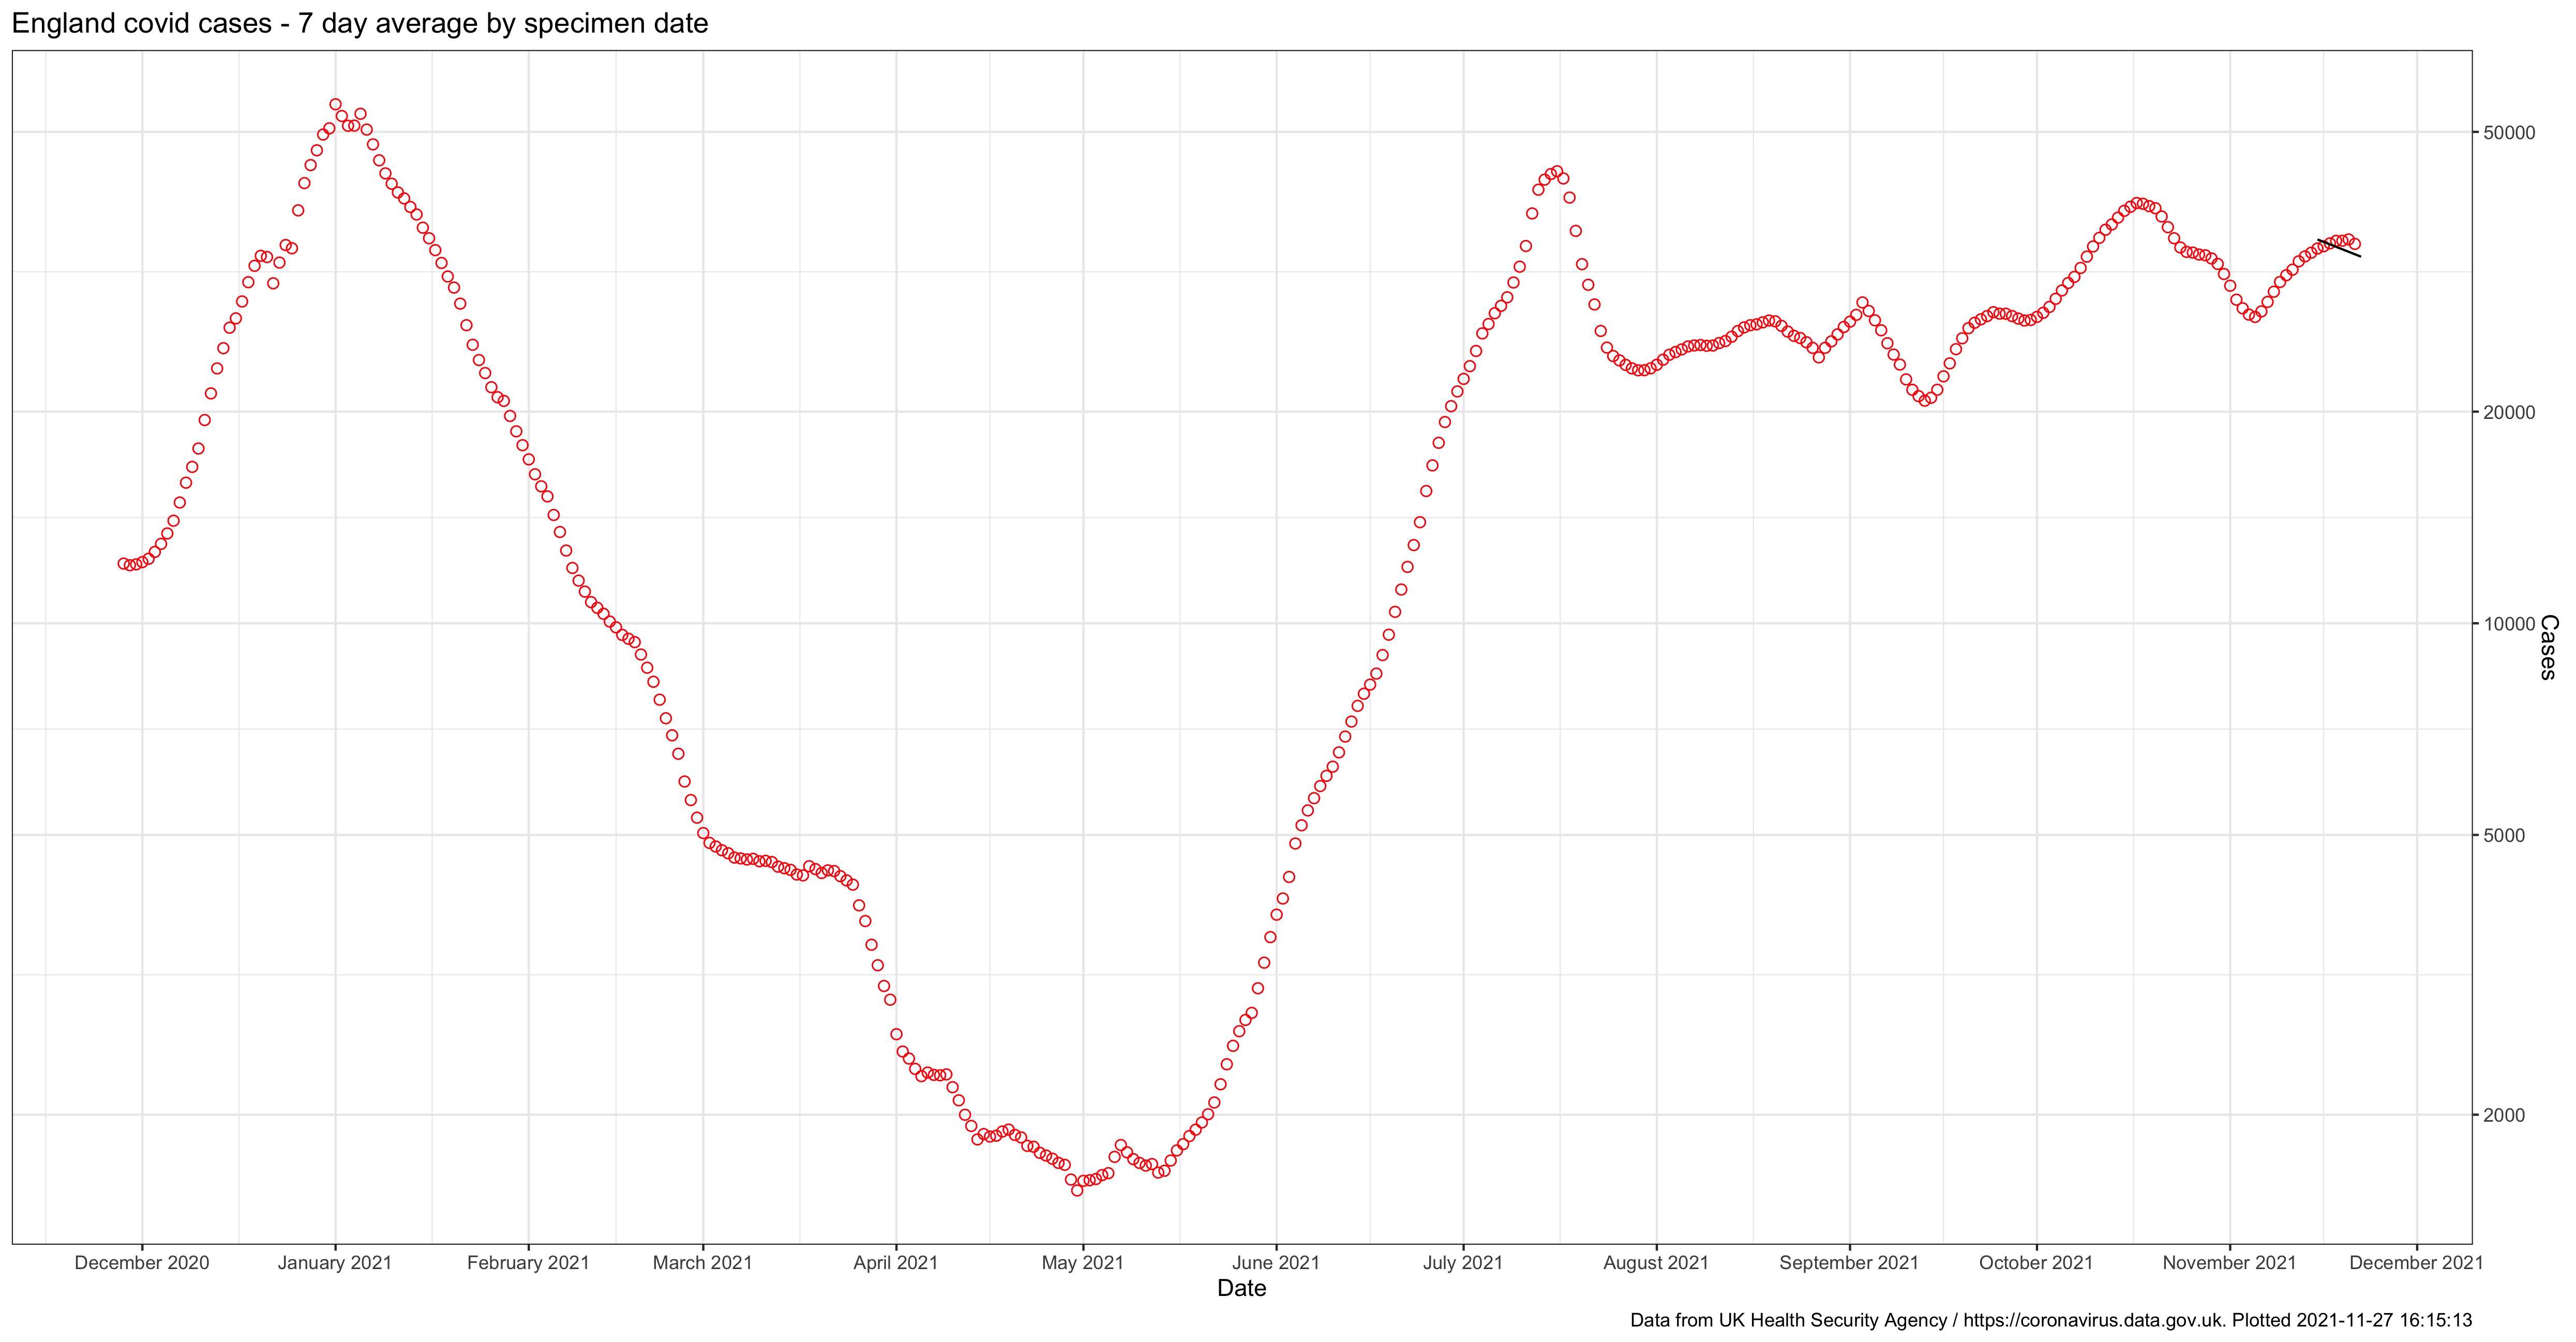 England covid cases - 7 day average by specimen date
50000
20000
10000
5000
2000
Cases
December 2020
January 2021
February 2021
March 2021
April 2021
May 2021
June 2021
July 2021
August 2021
September 2021
October 2021
November 2021
December 2021
Date
Data from UK Health Security Agency / https://coronavirus.data.gov.uk. Plotted 2021-11-27 16:15:13